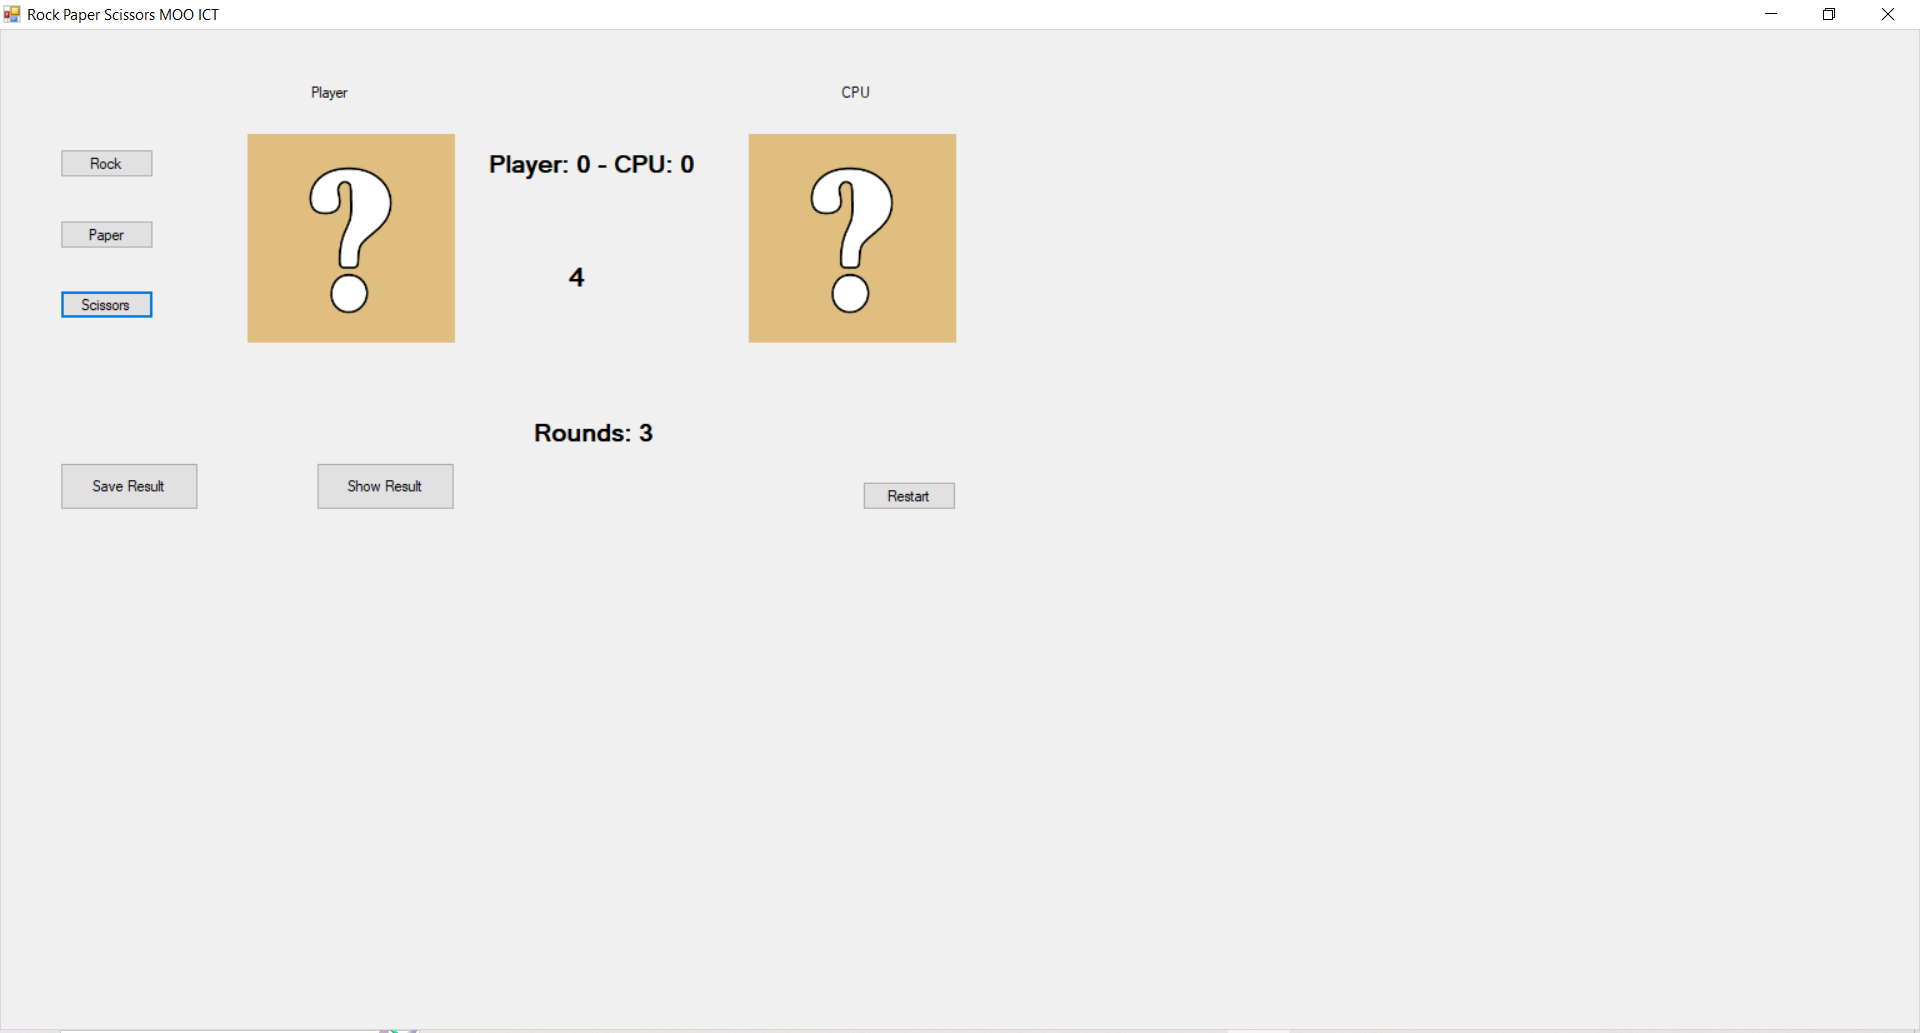 Rock Paper Scissors MOO ICT
Player
CPU
Rock
Player: 0 - CPU: 0
Paper
4
Scissors
Rounds: 3
Save Result
Show Result
Restart